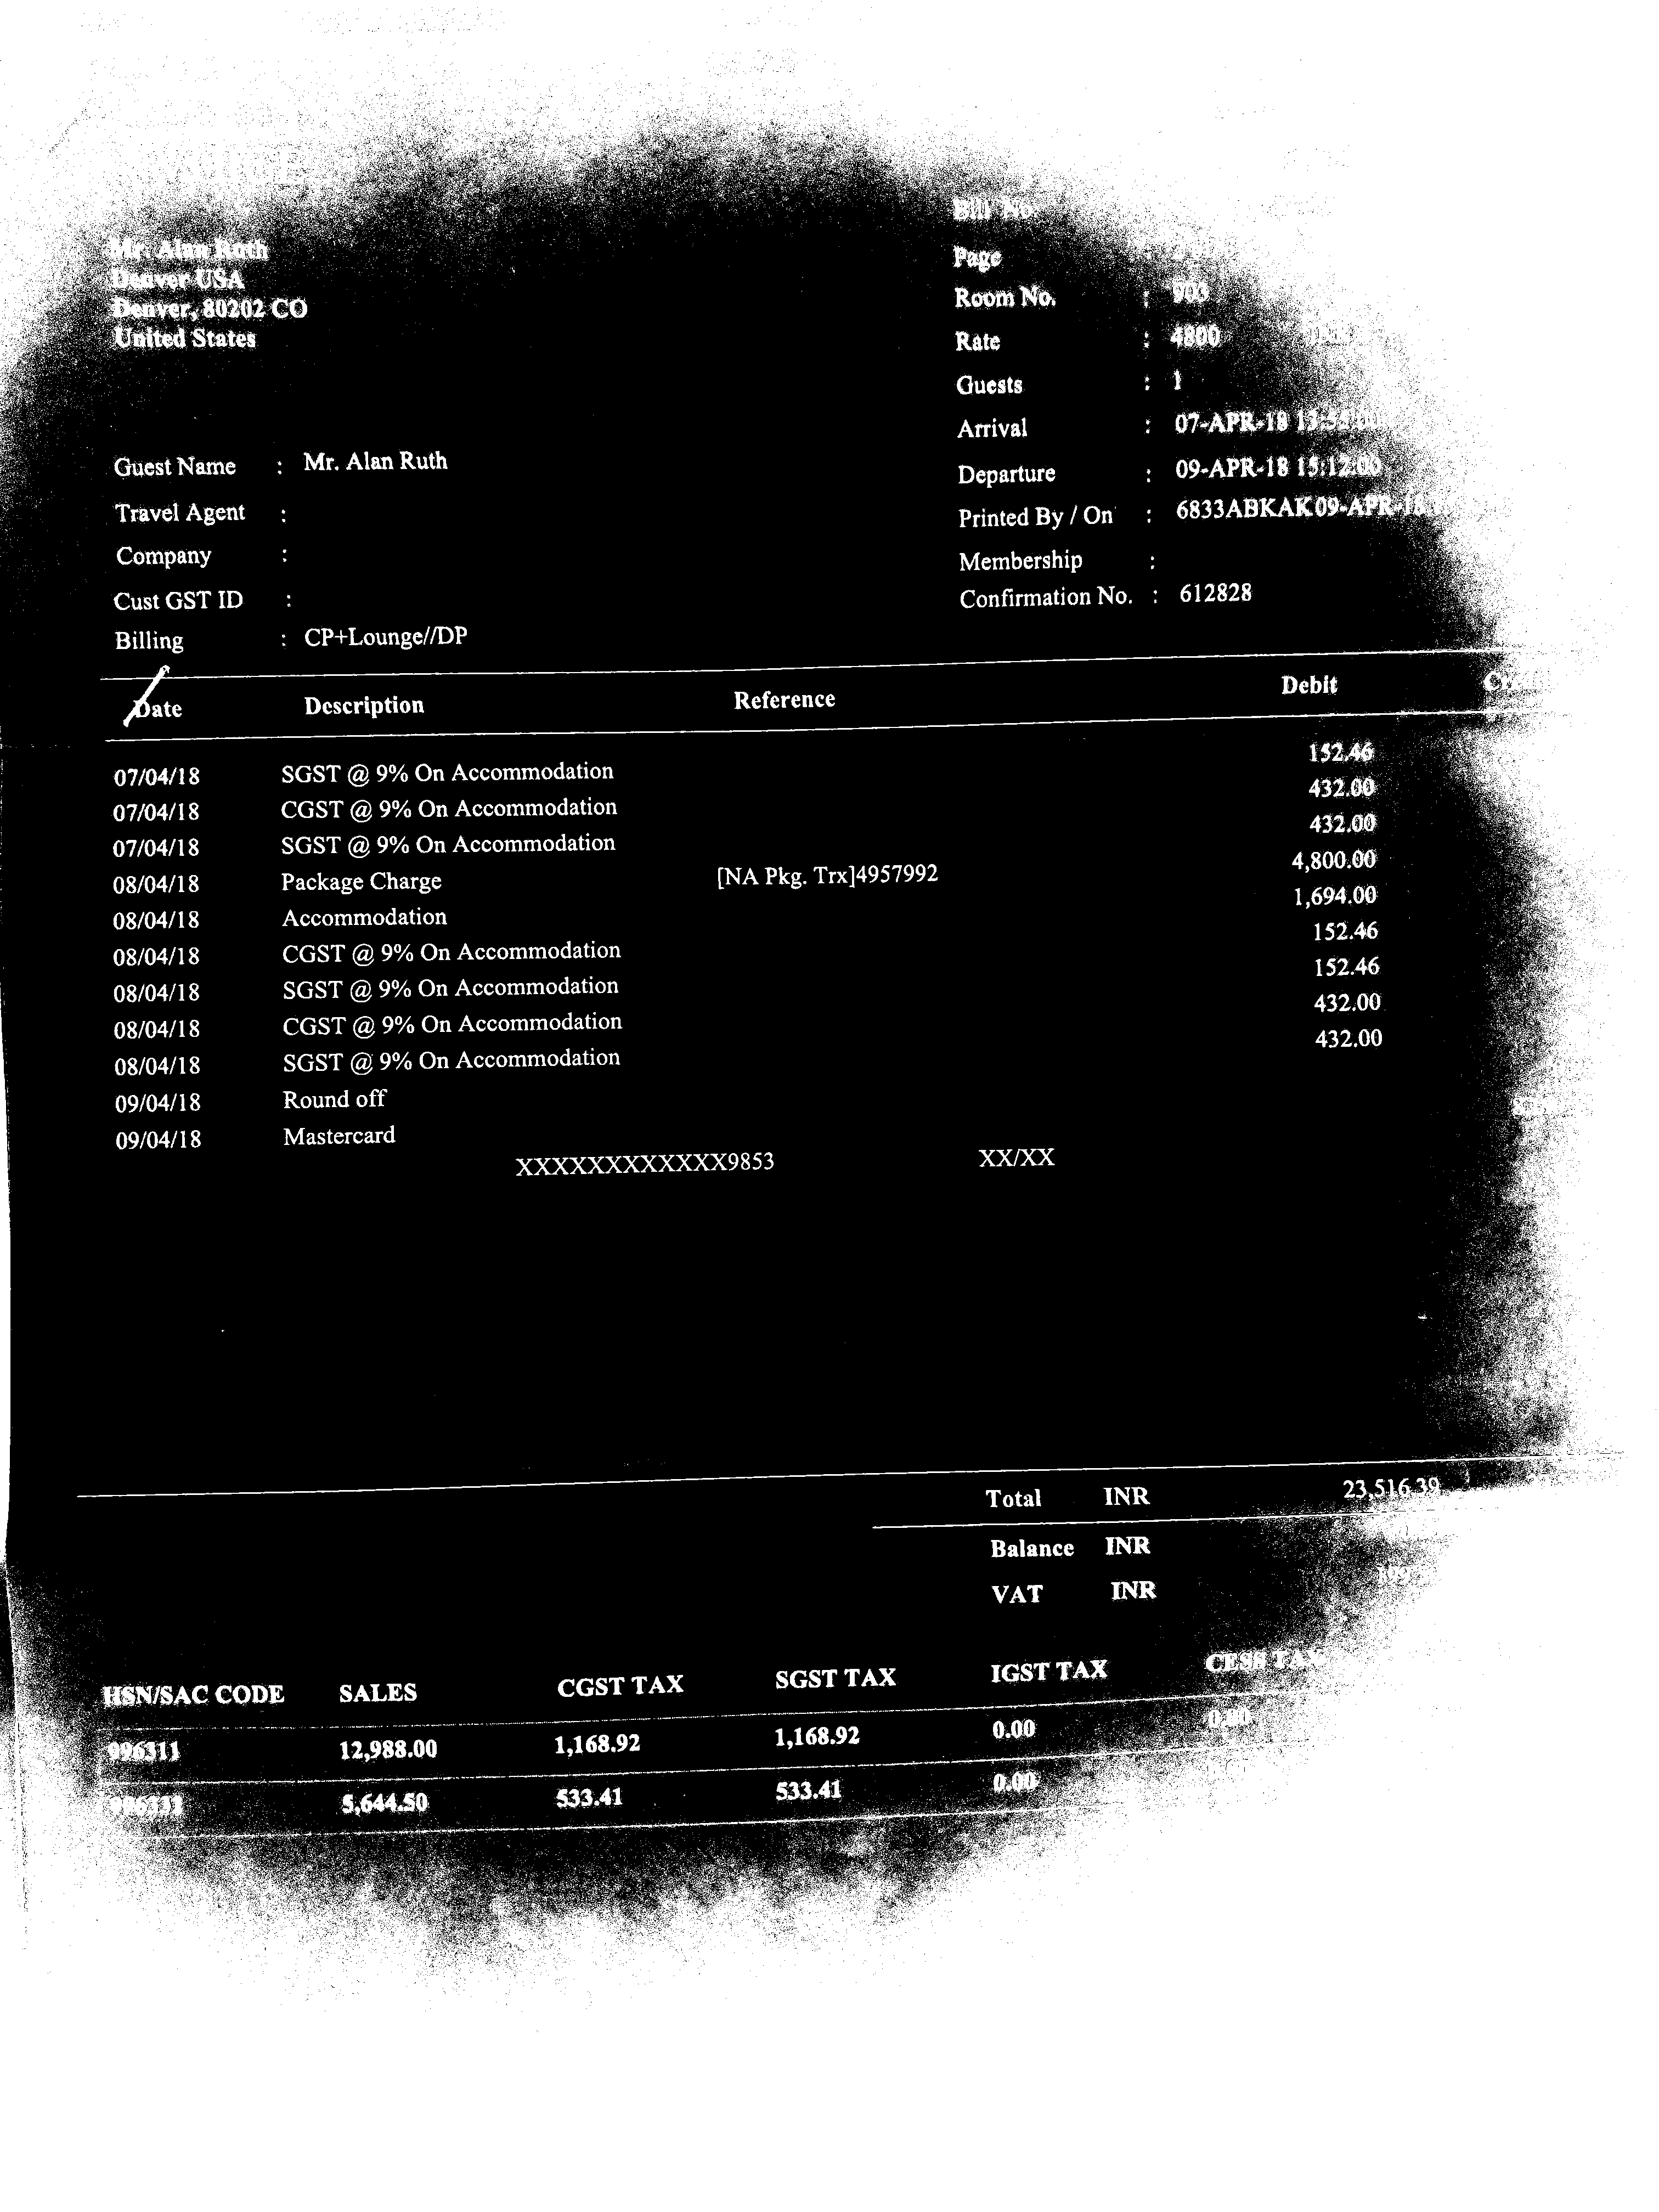 Bill No.
Mr. Alan Ruth
Denver USA
Denver, 80202 CO
United States
Page :
Room No. : 903
Rate : 4800
Guests : 1
Arrival : 07-APR-18
Guest Name : Mr. Alan Ruth
Departure : 09-APR-18 15:12:00
Travel Agent :
Printed By / On : 6833ABKAK 09-APR-18
Company :
Membership :
Cust GST ID :
Confirmation No. : 612828
Billing : CP+Lounge//DP
Date Description Reference Debit
07/04/18 SGST @ 9% On Accommodation 152.46
07/04/18 CGST @ 9% On Accommodation 432.00
07/04/18 SGST @ 9% On Accommodation 432.00
08/04/18 Package Charge [NA Pkg. Trx]4957992 4,800.00
08/04/18 Accommodation 1,694.00
08/04/18 CGST @ 9% On Accommodation 152.46
08/04/18 SGST @ 9% On Accommodation 152.46
08/04/18 CGST @ 9% On Accommodation 432.00
08/04/18 SGST @ 9% On Accommodation 432.00
09/04/18 Round off
09/04/18 Mastercard
XXXXXXXXXXXX9853 XX/XX
Total INR 23,516.39
Balance INR
VAT INR
HSN/SAC CODE SALES CGST TAX SGST TAX IGST TAX CESS TAX
996311 12,988.00 1,168.92 1,168.92 0.00 0.00
5,644.50 533.41 533.41 0.00